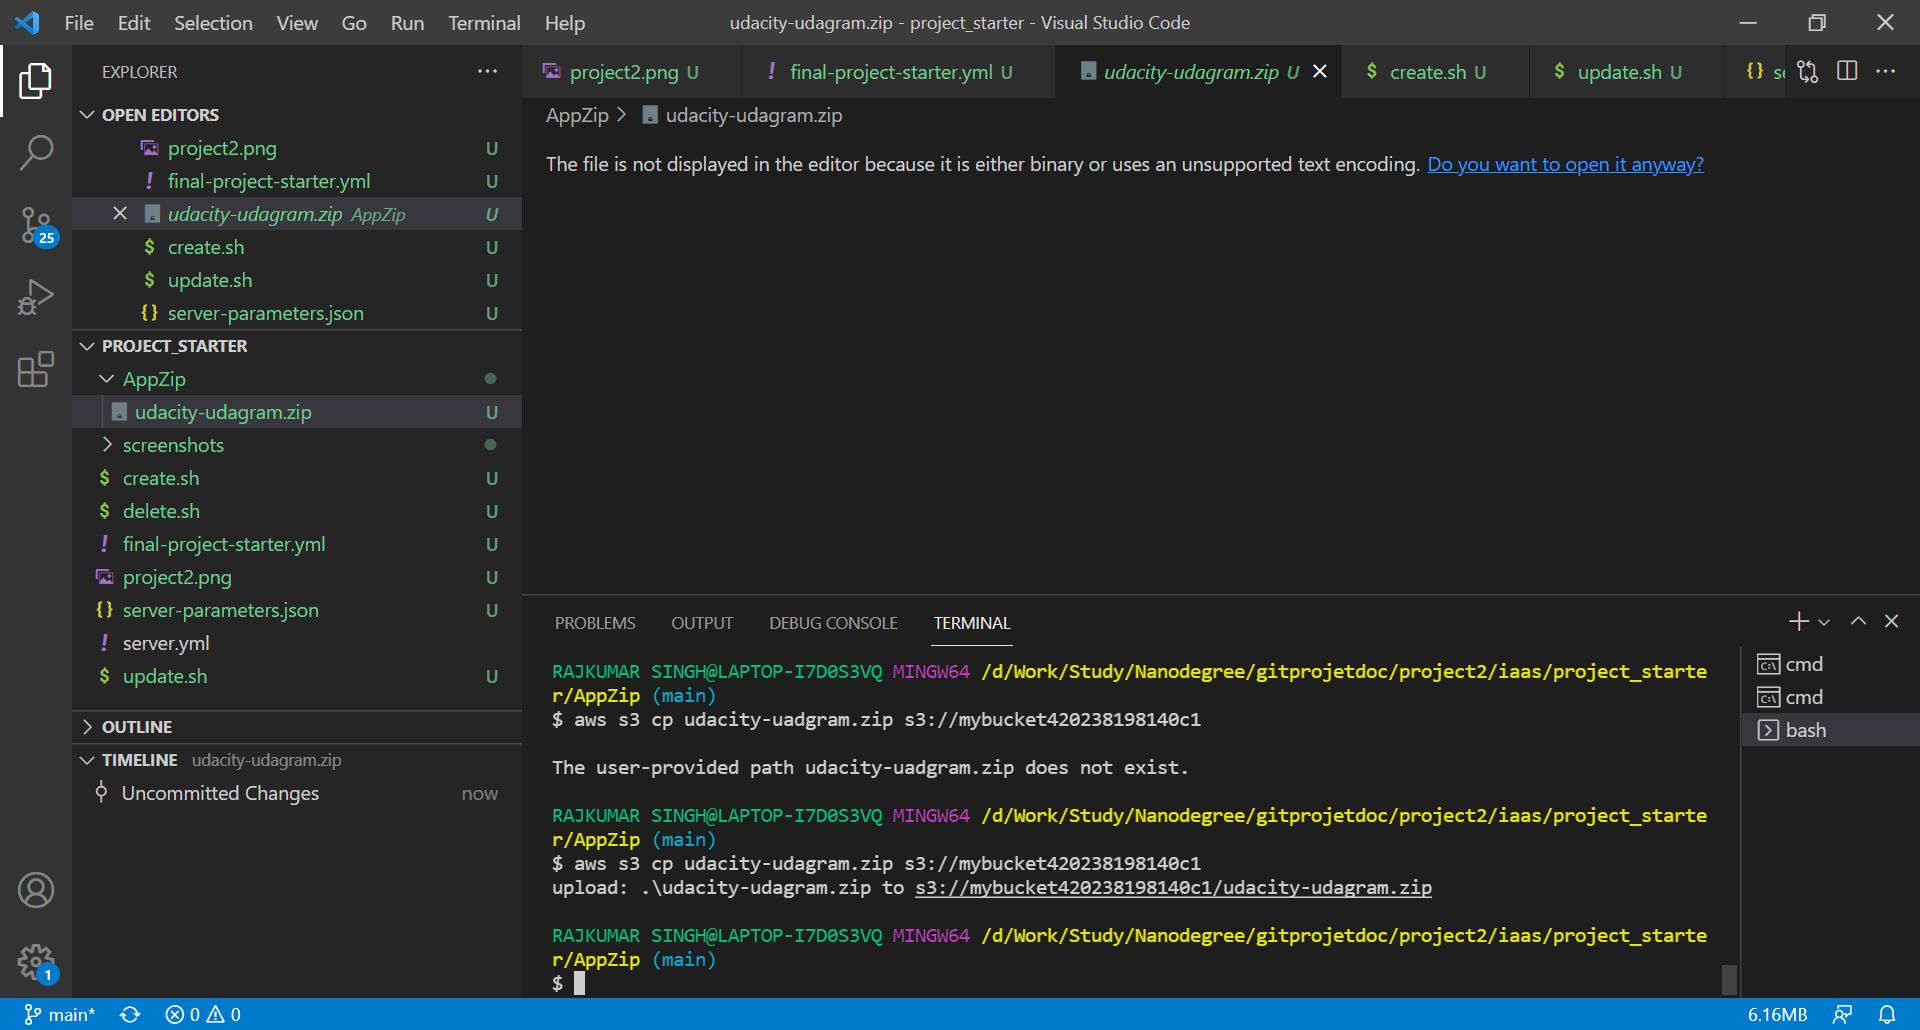 File Edit Selection View Go Run Terminal Help
udacity-udagram.zip - project_starter - Visual Studio Code
EXPLORER
OPEN EDITORS
project2.png U
final-project-starter.yml U
udacity-udagram.zip AppZip U
create.sh U
update.sh U
server-parameters.json U
PROJECT_STARTER
AppZip
udacity-udagram.zip U
screenshots
create.sh U
delete.sh U
final-project-starter.yml U
project2.png U
server-parameters.json U
server.yml
update.sh U
OUTLINE
TIMELINE udacity-udagram.zip
Uncommitted Changes now
25
1
project2.png U
final-project-starter.yml U
udacity-udagram.zip U
create.sh U
update.sh U
{} se
AppZip > udacity-udagram.zip
The file is not displayed in the editor because it is either binary or uses an unsupported text encoding. Do you want to open it anyway?
PROBLEMS OUTPUT DEBUG CONSOLE TERMINAL
RAJKUMAR SINGH@LAPTOP-I7D0S3VQ MINGW64 /d/Work/Study/Nanodegree/gitprojetdoc/project2/iaas/project_starte
r/AppZip (main)
$ aws s3 cp udacity-uadgram.zip s3://mybucket420238198140c1
The user-provided path udacity-uadgram.zip does not exist.
RAJKUMAR SINGH@LAPTOP-I7D0S3VQ MINGW64 /d/Work/Study/Nanodegree/gitprojetdoc/project2/iaas/project_starte
r/AppZip (main)
$ aws s3 cp udacity-udagram.zip s3://mybucket420238198140c1
upload: .\udacity-udagram.zip to s3://mybucket420238198140c1/udacity-udagram.zip
RAJKUMAR SINGH@LAPTOP-I7D0S3VQ MINGW64 /d/Work/Study/Nanodegree/gitprojetdoc/project2/iaas/project_starte
r/AppZip (main)
$
cmd
cmd
bash
main* 0 0
6.16MB